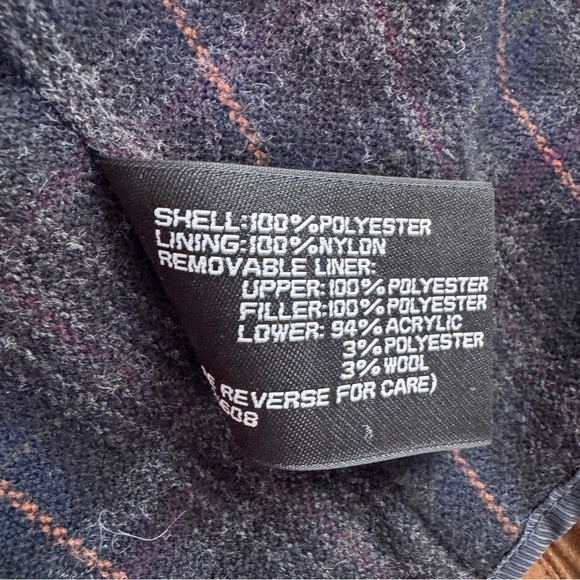 SHELL:100%POLYESTER
LINING:100%NYLON
REMOVABLE LINER:
UPPER:100%POLYESTER
FILLER:100%POLYESTER
LOWER: 94% ACRYLIC
3% POLYESTER
3% WOOL
REVERSE FOR CARE)
608